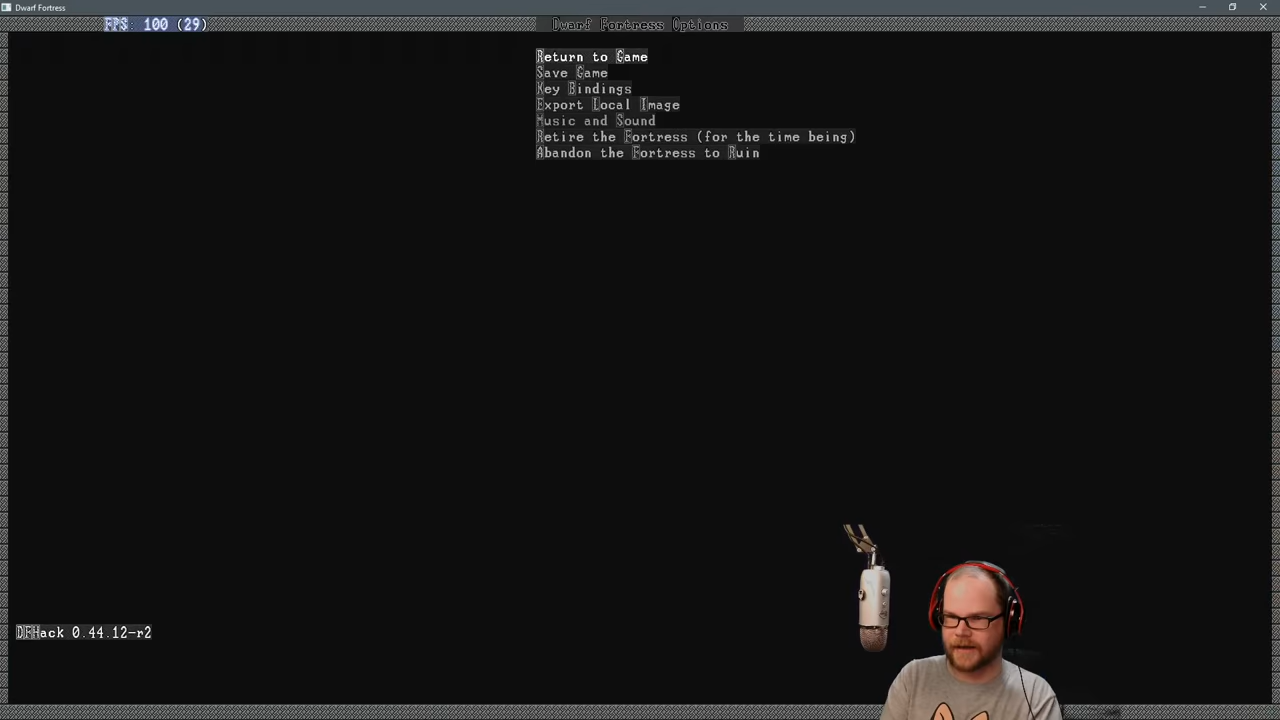 Dwarf Fortress
FPS: 100 (29)
Dwarf Fortress Options
Return to Game
Save Game
Key Bindings
Export Local Image
Music and Sound
Retire the Fortress (for the time being)
Abandon the Fortress to Ruin
DFHack 0.44.12-r2